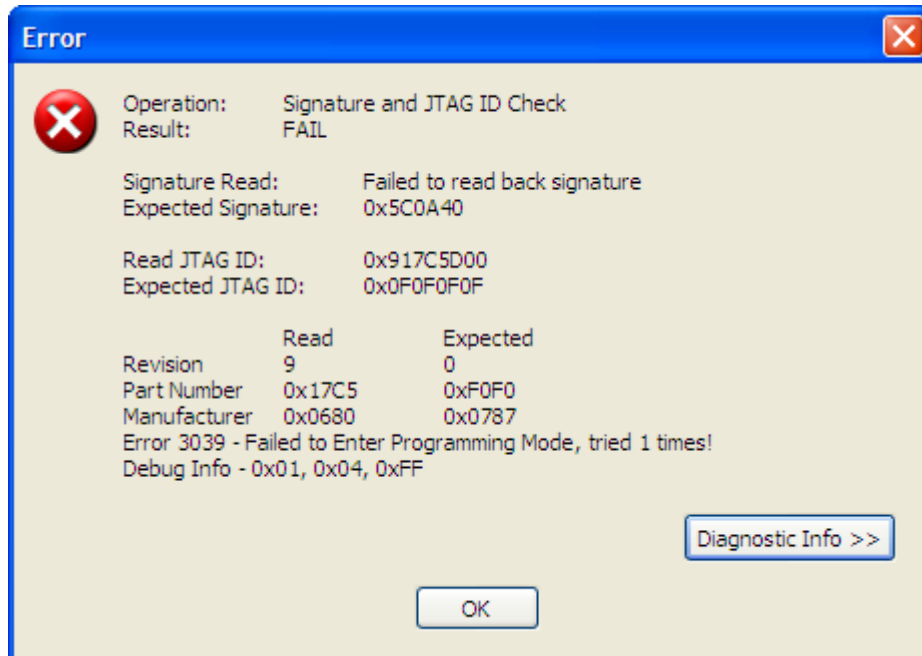 Error
Operation: Signature and JTAG ID Check
Result: FAIL
Signature Read: Failed to read back signature
Expected Signature: 0x5C0A40
Read JTAG ID: 0x917C5D00
Expected JTAG ID: 0x0F0F0F0F
Read Expected
Revision 9 0
Part Number 0x17C5 0xF0F0
Manufacturer 0x0680 0x0787
Error 3039 - Failed to Enter Programming Mode, tried 1 times!
Debug Info - 0x01, 0x04, 0xFF
Diagnostic Info >>
OK